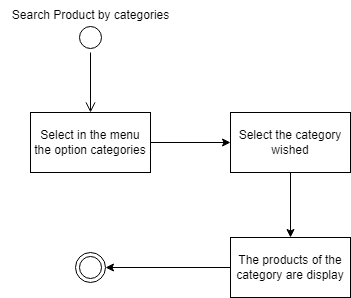 Search Product by categories
Select in the menu
the option categories
Select the category
wished
The products of the
category are display